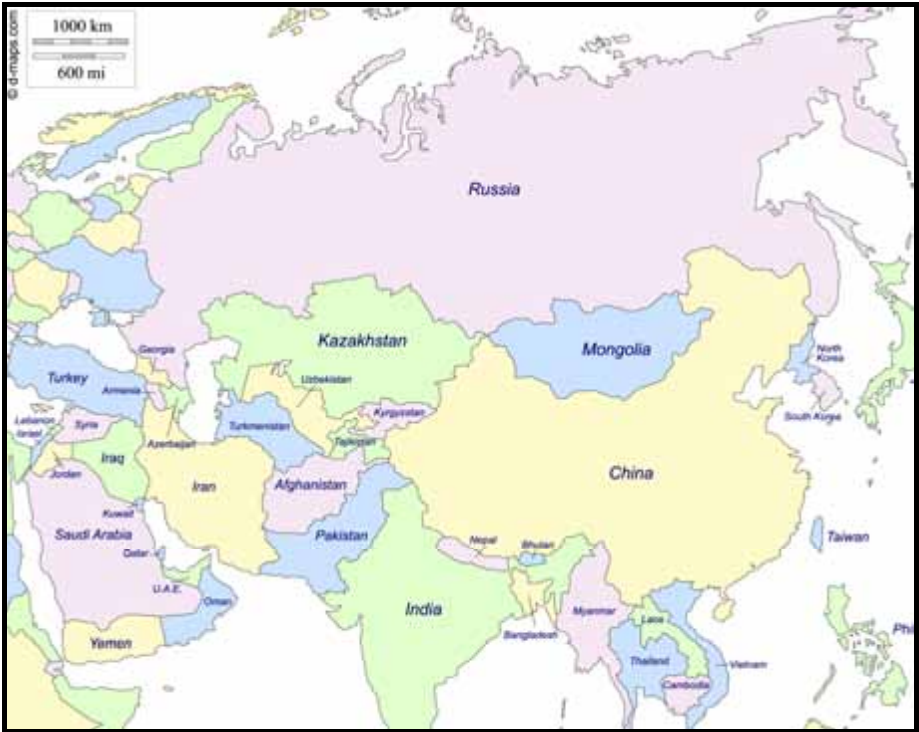 1000 km
600 mi
© d-maps.com
Russia
Kazakhstan
Mongolia
Georgia
North
Korea
Turkey
Uzbekistan
Armenia
Kyrgyzstan
South Korea
Lebanon
Syria
Turkmenistan
Israel
Azerbaijan
Tajikistan
Iraq
China
Jordan
Iran
Afghanistan
Kuwait
Saudi Arabia
Pakistan
Taiwan
Qatar
Nepal
Bhutan
U.A.E.
Oman
India
Myanmar
Laos
Phi
Yemen
Bangladesh
Thailand
Vietnam
Cambodia